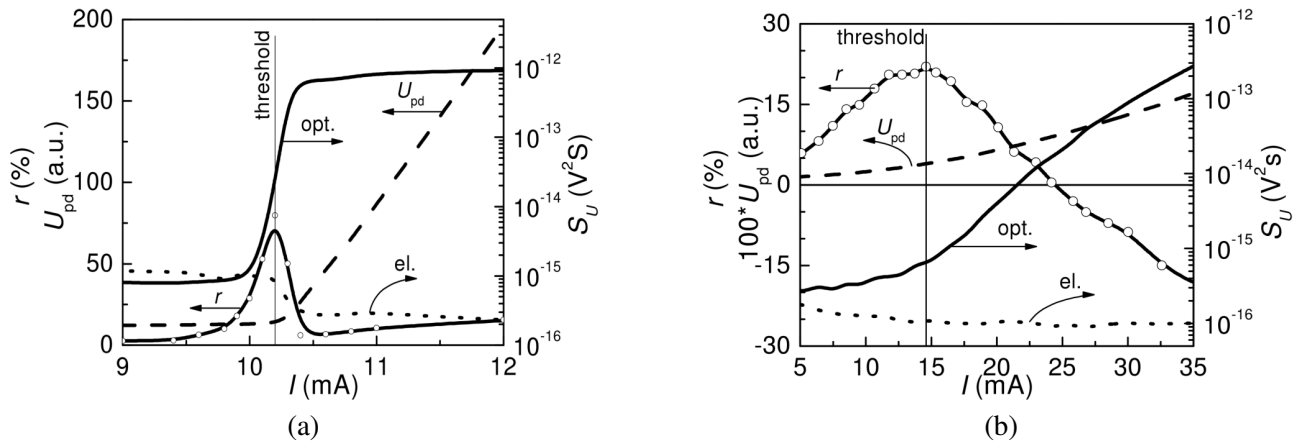 200
150
100
50
0
r (%)
U_pd (a.u.)
threshold
U_pd
opt.
el.
r
10^-12
10^-13
10^-14
10^-15
10^-16
S_U (V²S)
9
10
11
12
I (mA)
(a)
30
15
0
-15
-30
r (%)
100*U_pd (a.u.)
threshold
r
U_pd
opt.
el.
10^-12
10^-13
10^-14
10^-15
10^-16
S_U (V²s)
5
10
15
20
25
30
35
I (mA)
(b)